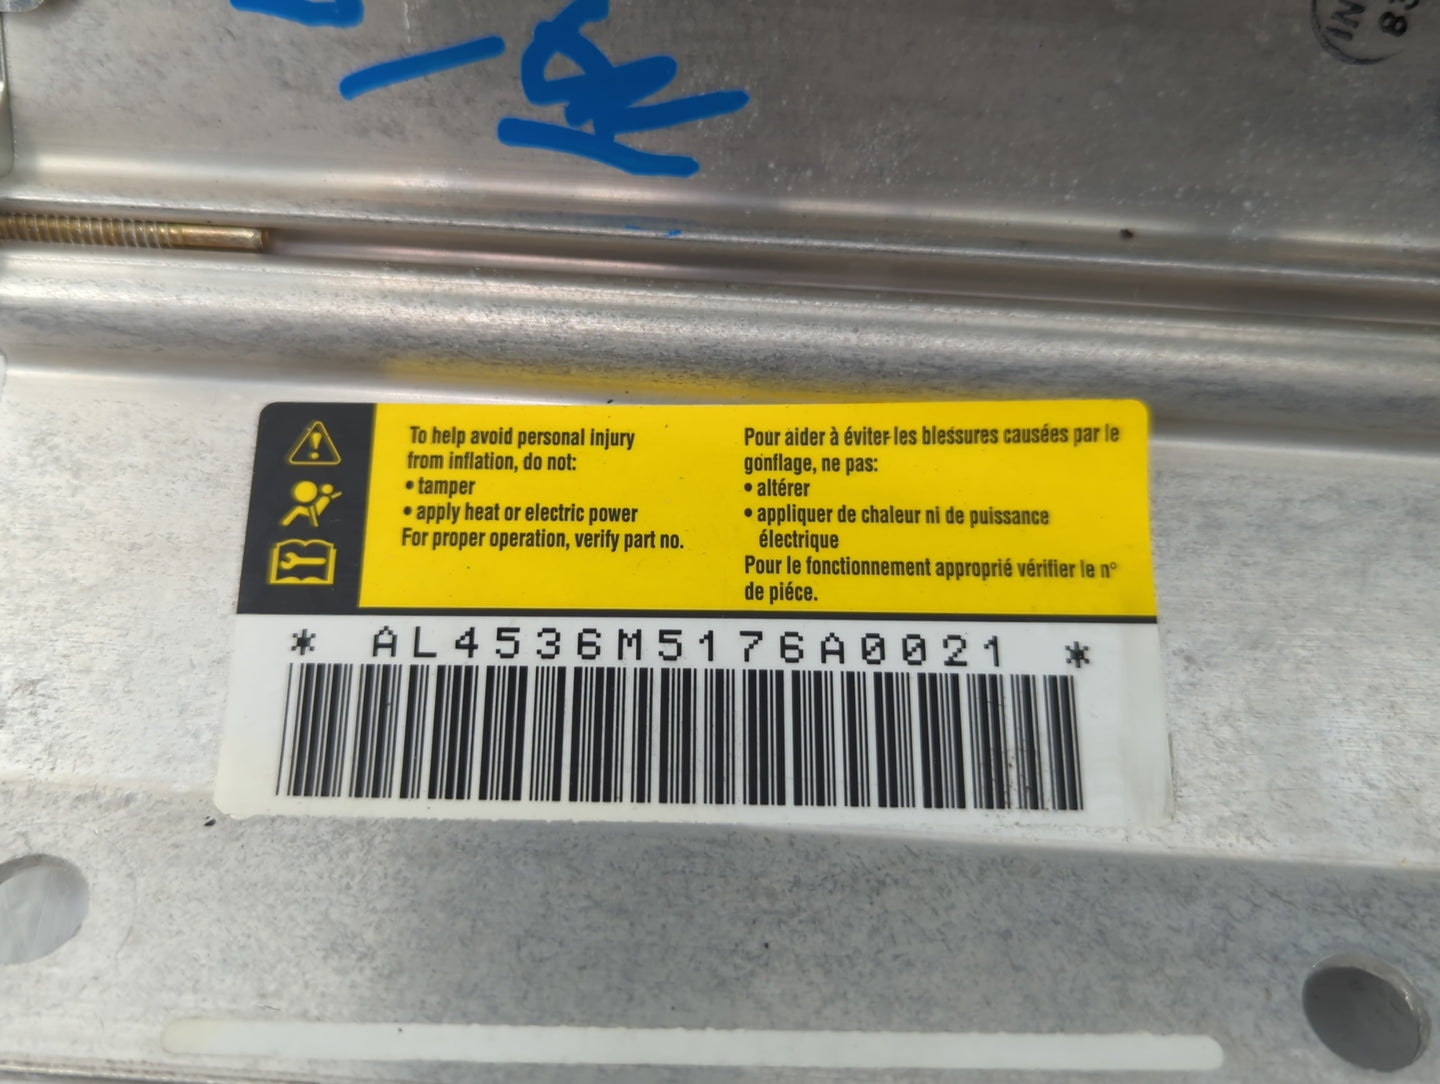 To help avoid personal injury
from inflation, do not:
• tamper
• apply heat or electric power
For proper operation, verify part no.
Pour aider à éviter les blessures causées par le
gonflage, ne pas:
• altérer
• appliquer de chaleur ni de puissance
électrique
Pour le fonctionnement approprié vérifier le n°
de piéce.
* AL4536M5176A0021 *